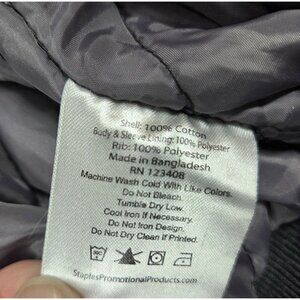 Shell: 100% Cotton
Body & Sleeve Lining: 100% Polyester
Rib: 100% Polyester
Made in Bangladesh
RN 123408
Machine Wash Cold With Like Colors.
Do Not Bleach.
Tumble Dry Low.
Cool Iron If Necessary.
Do Not Iron Design.
Do Not Dry Clean If Printed.
StaplesPromotionalProducts.com